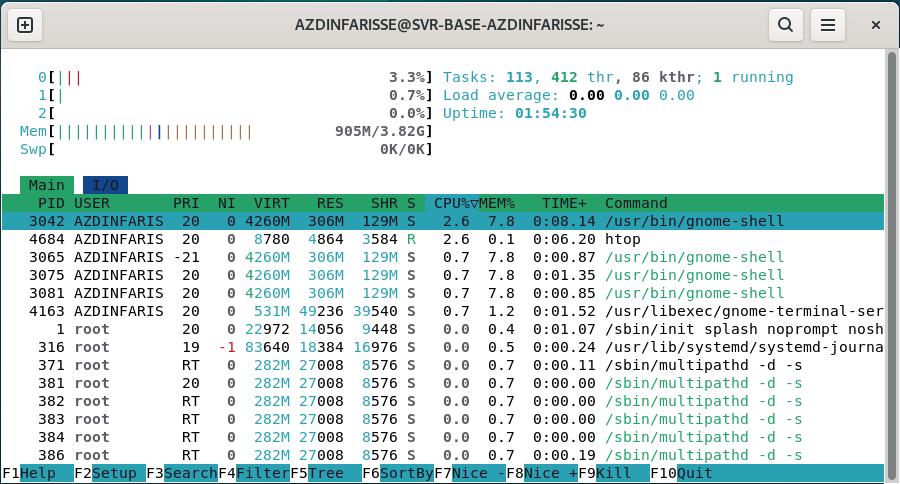 AZDINFARISSE@SVR-BASE-AZDINFARISSE: ~
0[||| 3.3%] Tasks: 113, 412 thr, 86 kthr; 1 running
1[| 0.7%] Load average: 0.00 0.00 0.00
2[ 0.0%] Uptime: 01:54:30
Mem[|||||||||||||||||||||| 905M/3.82G]
Swp[ 0K/0K]
Main I/O
PID USER PRI NI VIRT RES SHR S CPU%▽MEM% TIME+ Command
3042 AZDINFARIS 20 0 4260M 306M 129M S 2.6 7.8 0:08.14 /usr/bin/gnome-shell
4684 AZDINFARIS 20 0 8780 4864 3584 R 2.6 0.1 0:06.20 htop
3065 AZDINFARIS -21 0 4260M 306M 129M S 0.7 7.8 0:00.87 /usr/bin/gnome-shell
3075 AZDINFARIS 20 0 4260M 306M 129M S 0.7 7.8 0:01.35 /usr/bin/gnome-shell
3081 AZDINFARIS 20 0 4260M 306M 129M S 0.7 7.8 0:00.85 /usr/bin/gnome-shell
4163 AZDINFARIS 20 0 531M 49236 39540 S 0.7 1.2 0:01.52 /usr/libexec/gnome-terminal-ser
1 root 20 0 22972 14056 9448 S 0.0 0.4 0:01.07 /sbin/init splash noprompt nosh
316 root 19 -1 83640 18384 16976 S 0.0 0.5 0:00.24 /usr/lib/systemd/systemd-journa
371 root RT 0 282M 27008 8576 S 0.0 0.7 0:00.11 /sbin/multipathd -d -s
381 root 20 0 282M 27008 8576 S 0.0 0.7 0:00.00 /sbin/multipathd -d -s
382 root RT 0 282M 27008 8576 S 0.0 0.7 0:00.00 /sbin/multipathd -d -s
383 root RT 0 282M 27008 8576 S 0.0 0.7 0:00.00 /sbin/multipathd -d -s
384 root RT 0 282M 27008 8576 S 0.0 0.7 0:00.00 /sbin/multipathd -d -s
386 root RT 0 282M 27008 8576 S 0.0 0.7 0:00.19 /sbin/multipathd -d -s
F1Help F2Setup F3SearchF4FilterF5Tree F6SortByF7Nice -F8Nice +F9Kill F10Quit